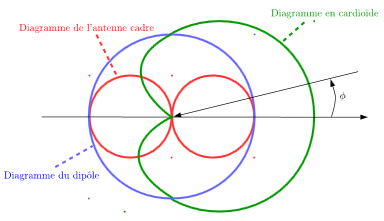 Diagramme en cardioïde
Diagramme de l'antenne cadre
ϕ
Diagramme du dipôle